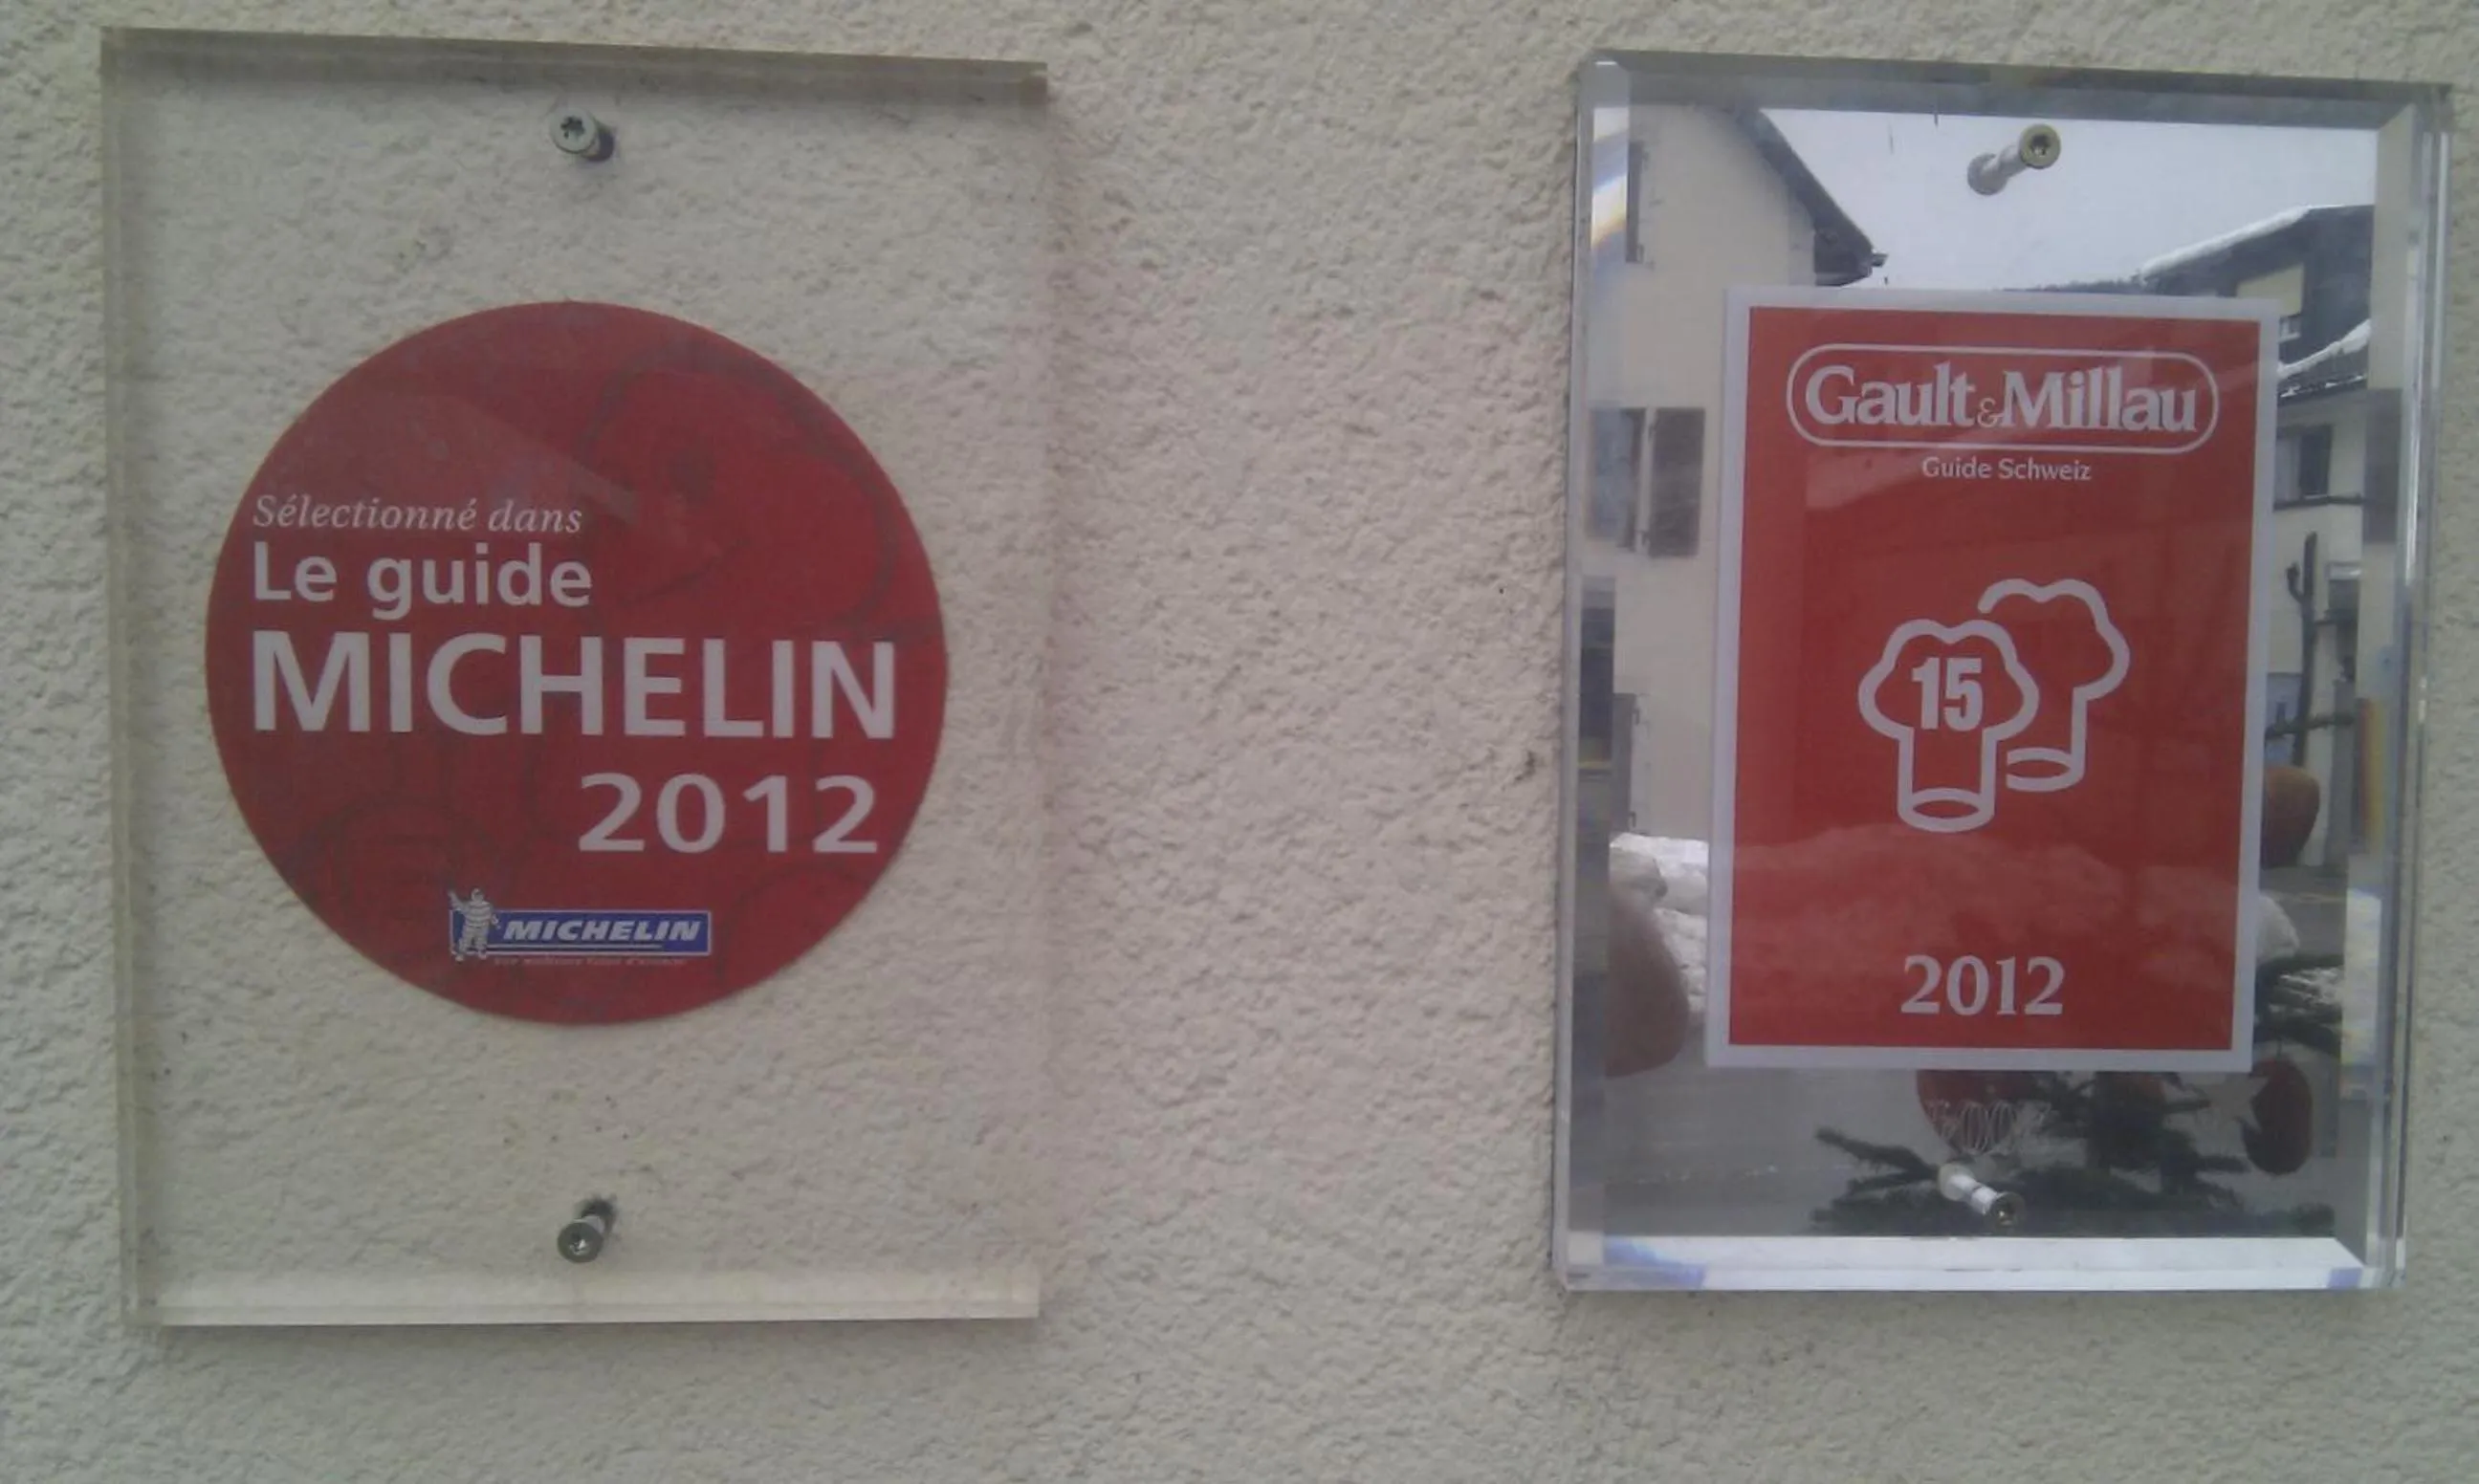 Sélectionné dans
Le guide
MICHELIN
2012
MICHELIN
Gault&Millau
Guide Schweiz
15
2012